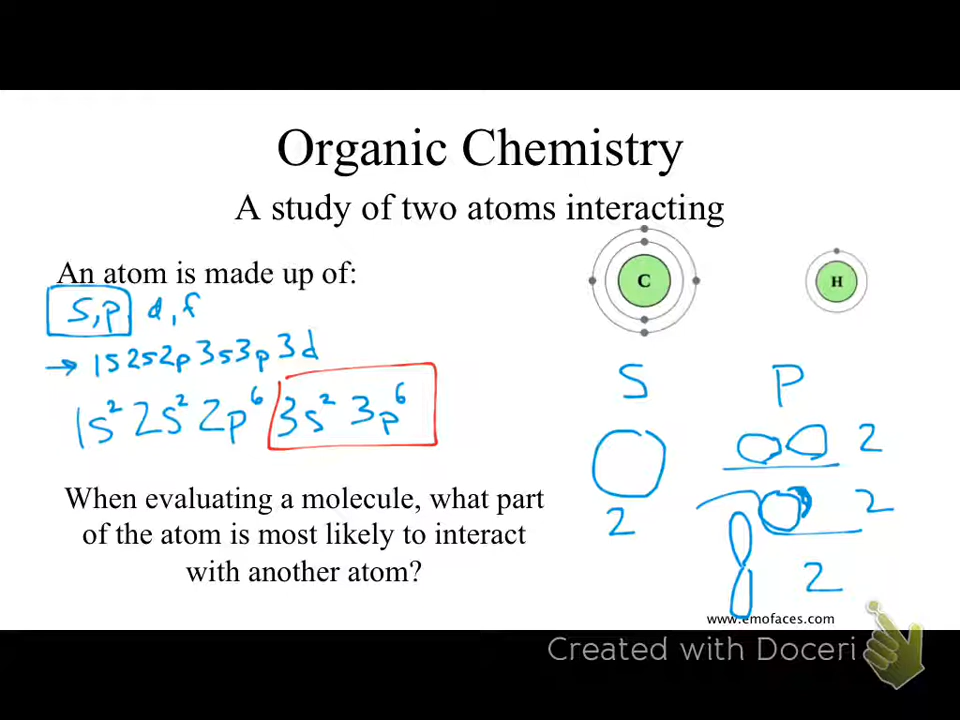 Organic Chemistry
A study of two atoms interacting
An atom is made up of:
C
H
S,p d,f
→ 1s 2s 2p 3s 3p 3d
1s² 2s² 2p⁶ 3s² 3p⁶
S P
2
2
2
2
When evaluating a molecule, what part
of the atom is most likely to interact
with another atom?
www.emofaces.com
Created with Doceri